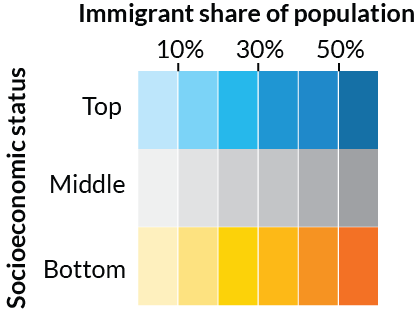 Immigrant share of population
10% 30% 50%
Socioeconomic status
Top
Middle
Bottom